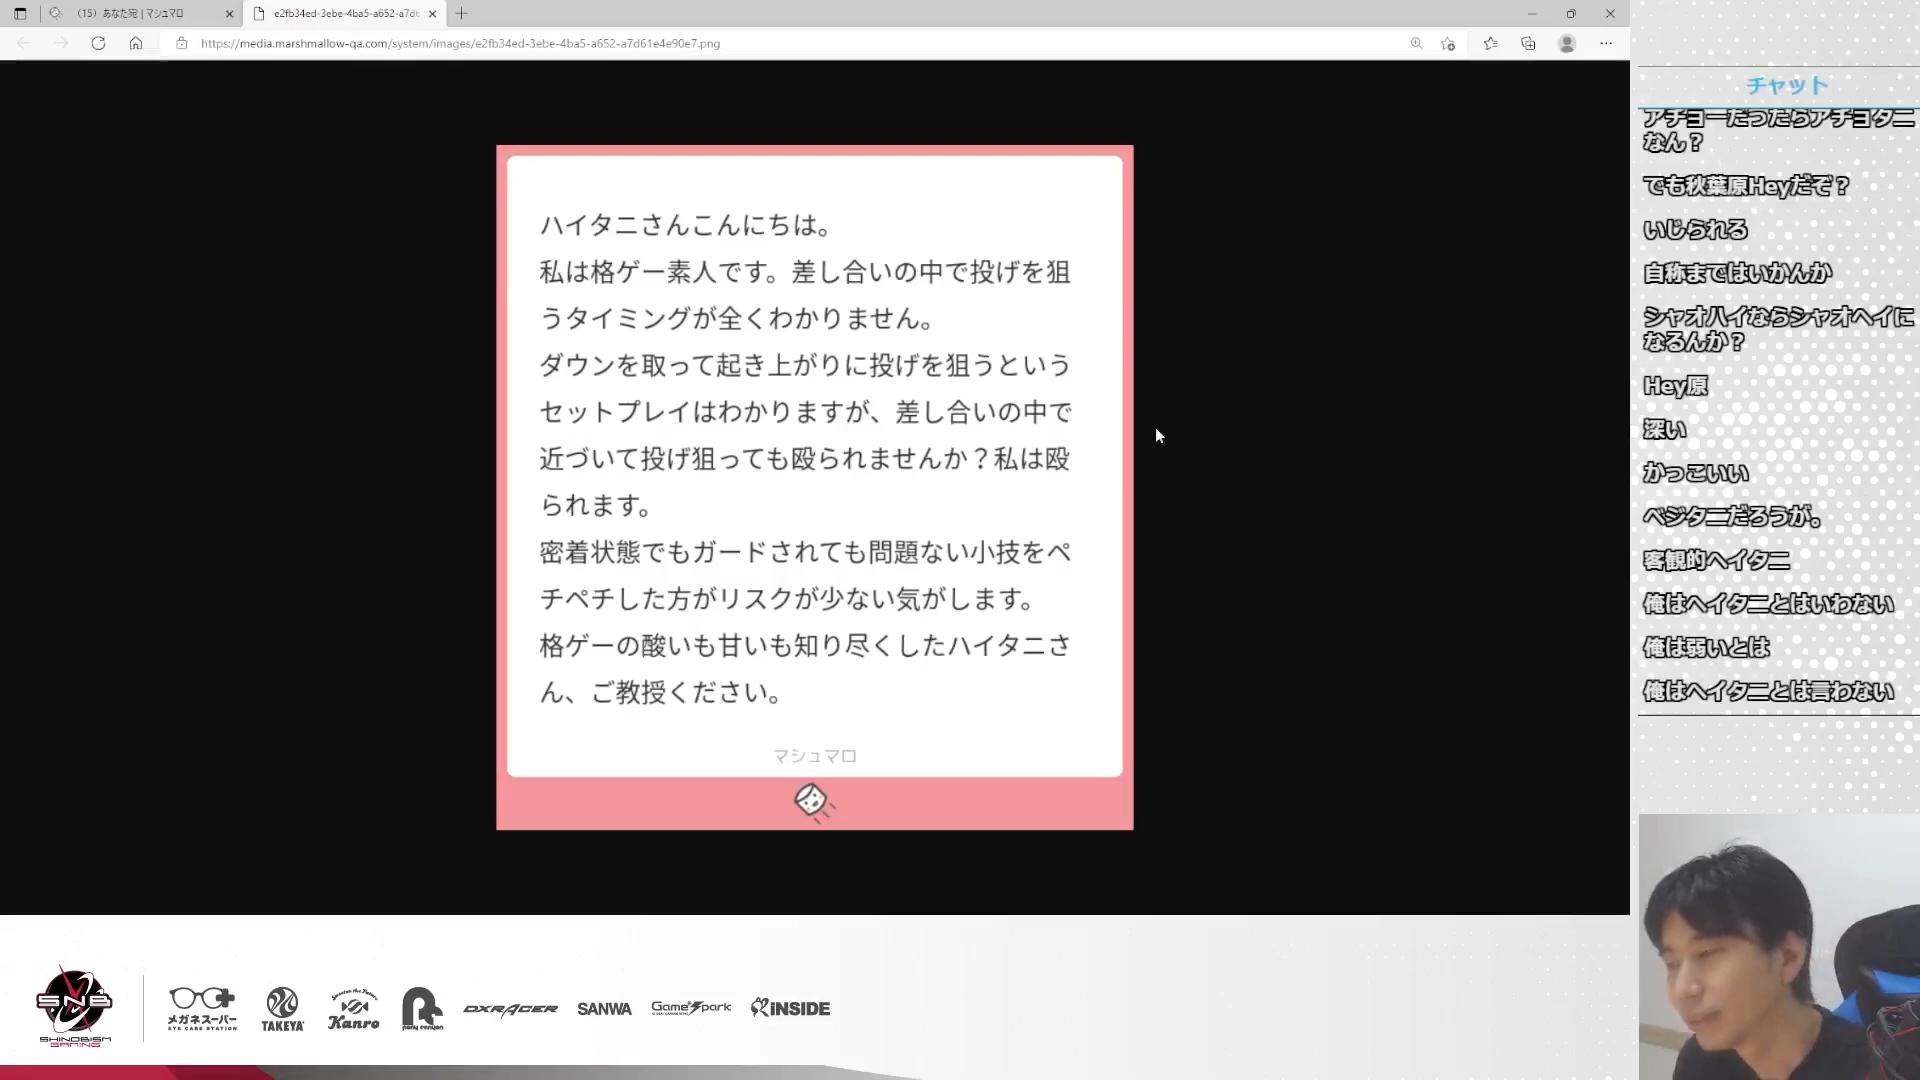 (15) あなた宛 | マシュマロ
e2fb34ed-3ebe-4ba5-a652-a7d6
https://media.marshmallow-qa.com/system/images/e2fb34ed-3ebe-4ba5-a652-a7d61e4e90e7.png
ハイタニさんこんにちは。
私は格ゲー素人です。差し合いの中で投げを狙
うタイミングが全くわかりません。
ダウンを取って起き上がりに投げを狙うという
セットプレイはわかりますが、差し合いの中で
近づいて投げ狙っても殴られませんか？私は殴
られます。
密着状態でもガードされても問題ない小技をペ
チペチした方がリスクが少ない気がします。
格ゲーの酸いも甘いも知り尽くしたハイタニさ
ん、ご教授ください。
マシュマロ
チャット
アチョーだったらアチョタニ
なん？
でも秋葉原Heyだぞ？
いじられる
自称まではいかんか
シャオハイならシャオヘイに
なるんか？
Hey原
深い
かっこいい
ベジタニだろうが。
客観的ヘイタニ
俺はヘイタニとはいわない
俺は弱いとは
俺はヘイタニとは言わない
SNB
SHINOBISM
GAMING
メガネスーパー
EYE CARE STATION
TAKEYA
Sweeten the Future
Kanro
pony canyon
DXRACER
SANWA
Game*Spark
iNSIDE